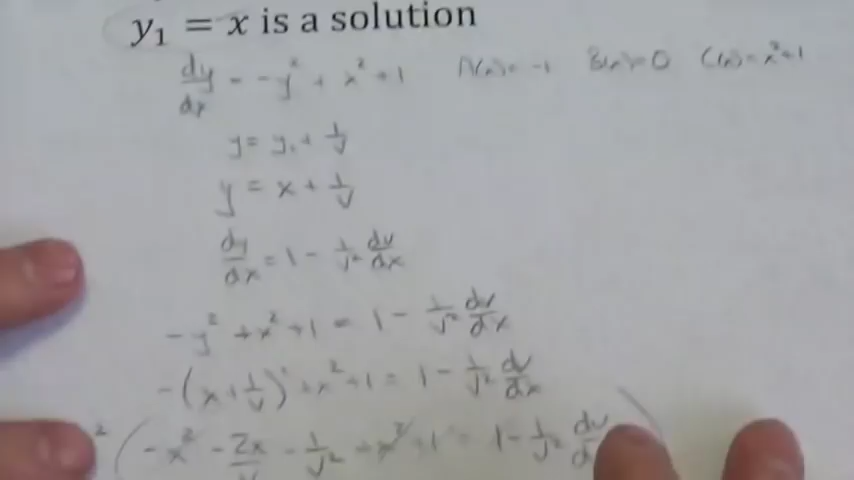 y₁ = x is a solution
dy/dx = -y² + x² + 1 A(x) = -1 B(x) = 0 C(x) = x² + 1
y = y₁ + 1/v
y = x + 1/v
dy/dx = 1 - 1/v² dv/dx
-y² + x² + 1 = 1 - 1/v² dv/dx
-(x + 1/v)² + x² + 1 = 1 - 1/v² dv/dx
² ( -x² - 2x/v - 1/v² + x² + 1 = 1 - 1/v² dv/d )